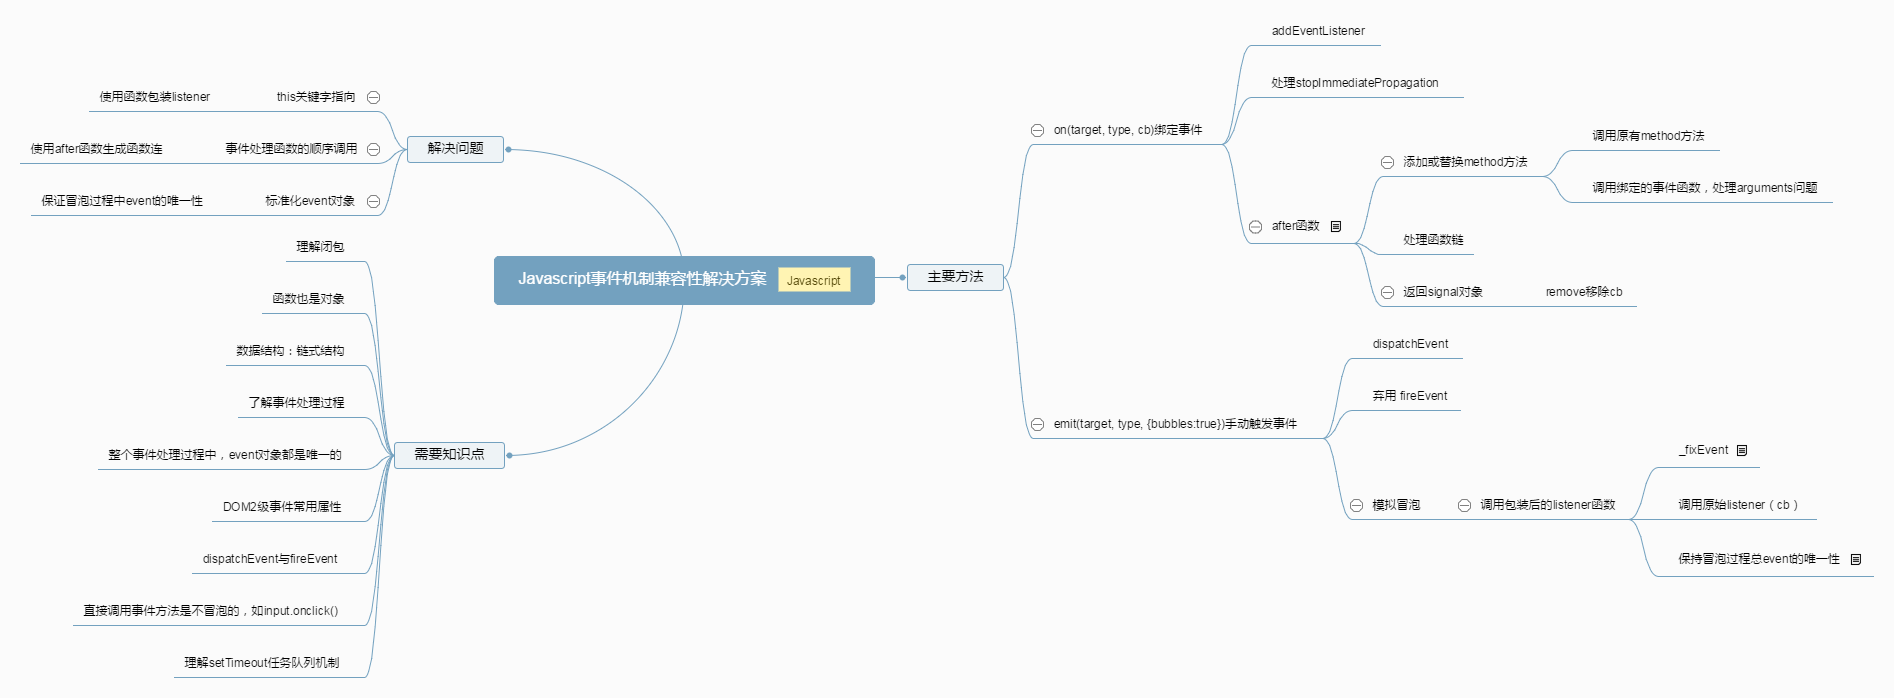 Javascript事件机制兼容性解决方案
Javascript
解决问题
this关键字指向
使用函数包装listener
事件处理函数的顺序调用
使用after函数生成函数连
标准化event对象
保证冒泡过程中event的唯一性
需要知识点
理解闭包
函数也是对象
数据结构：链式结构
了解事件处理过程
整个事件处理过程中，event对象都是唯一的
DOM2级事件常用属性
dispatchEvent与fireEvent
直接调用事件方法是不冒泡的，如input.onclick()
理解setTimeout任务队列机制
主要方法
on(target, type, cb)绑定事件
addEventListener
处理stopImmediatePropagation
after函数
添加或替换method方法
调用原有method方法
调用绑定的事件函数，处理arguments问题
处理函数链
返回signal对象
remove移除cb
emit(target, type, {bubbles:true})手动触发事件
dispatchEvent
弃用 fireEvent
模拟冒泡
调用包装后的listener函数
_fixEvent
调用原始listener（cb）
保持冒泡过程总event的唯一性